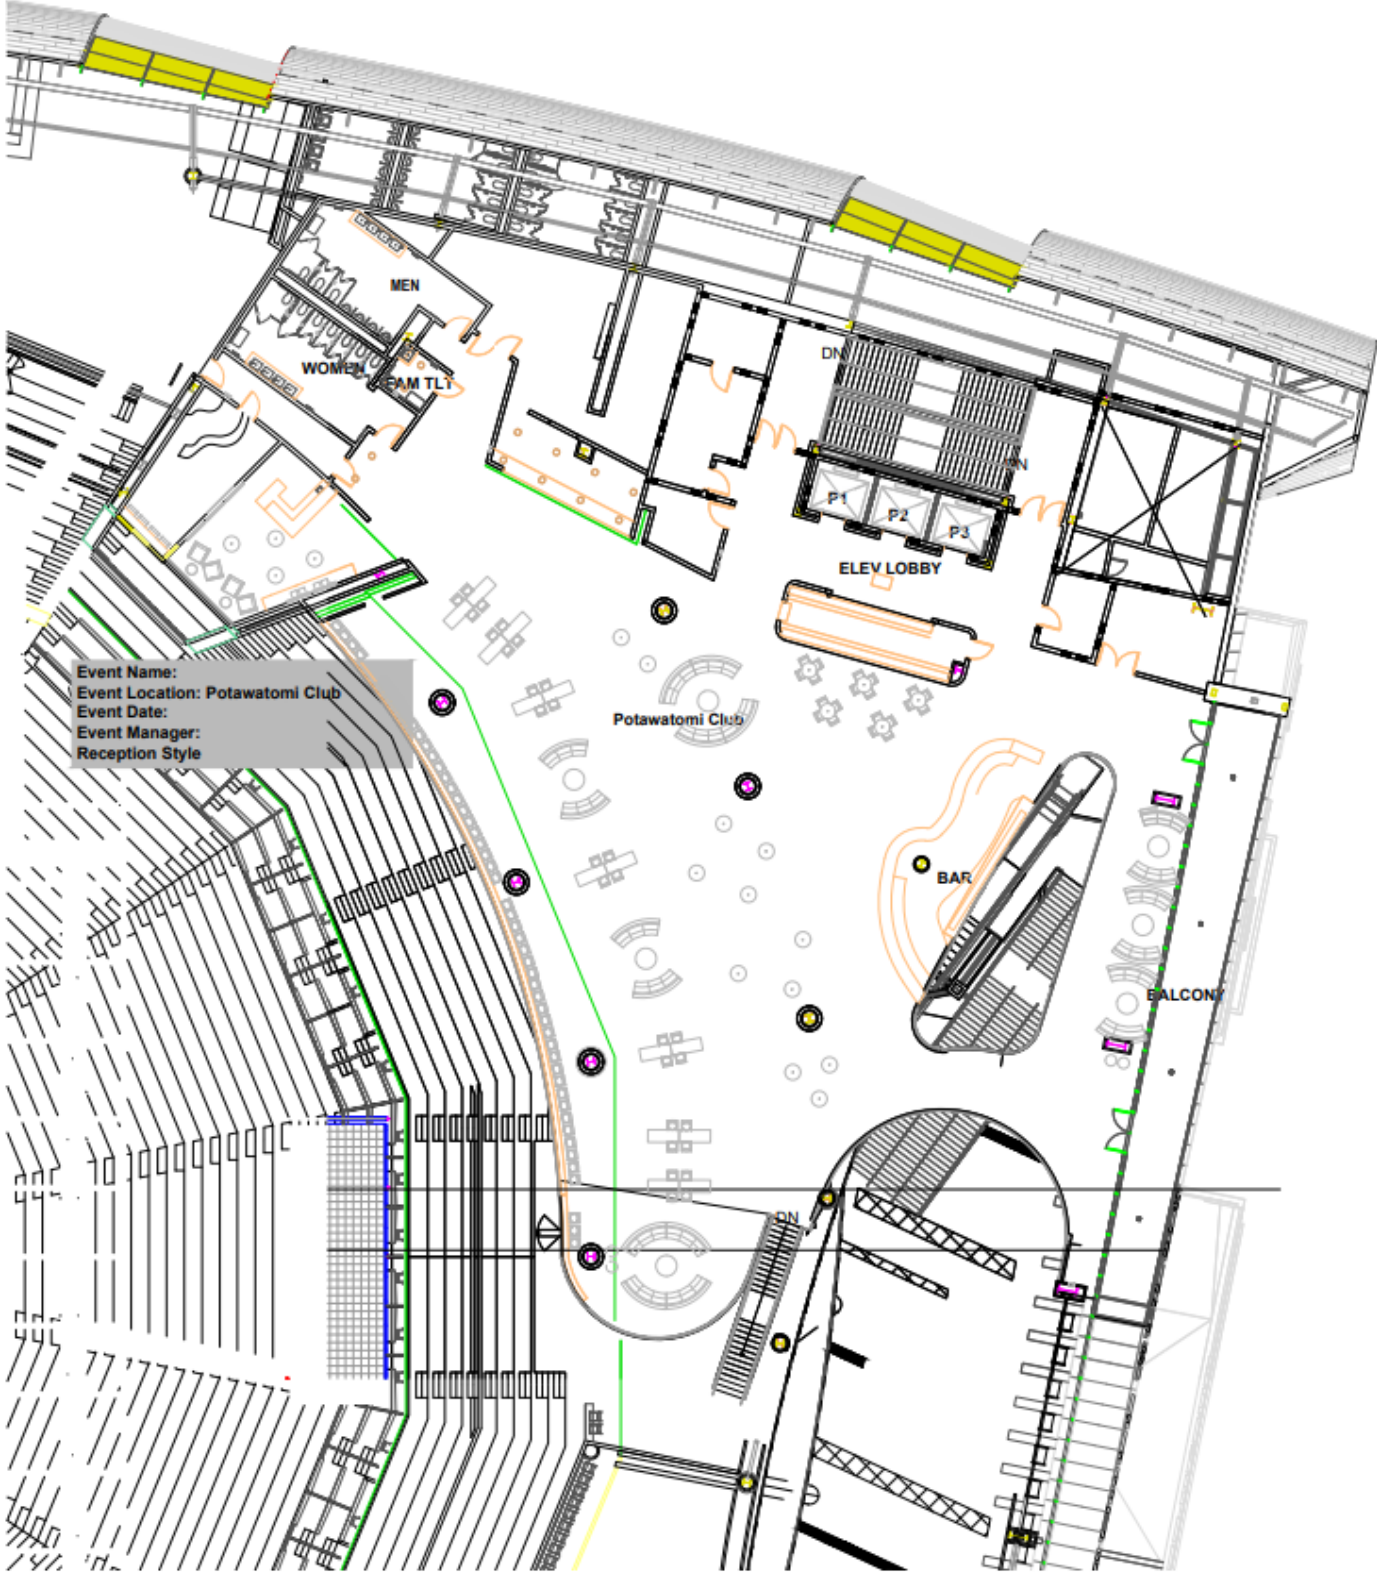 MEN
DN
WOMEN
FAM TLT
DN
P1
P2
P3
ELEV LOBBY
Event Name:
Event Location: Potawatomi Club
Event Date:
Event Manager:
Reception Style
Potawatomi Club
BAR
BALCONY
DN